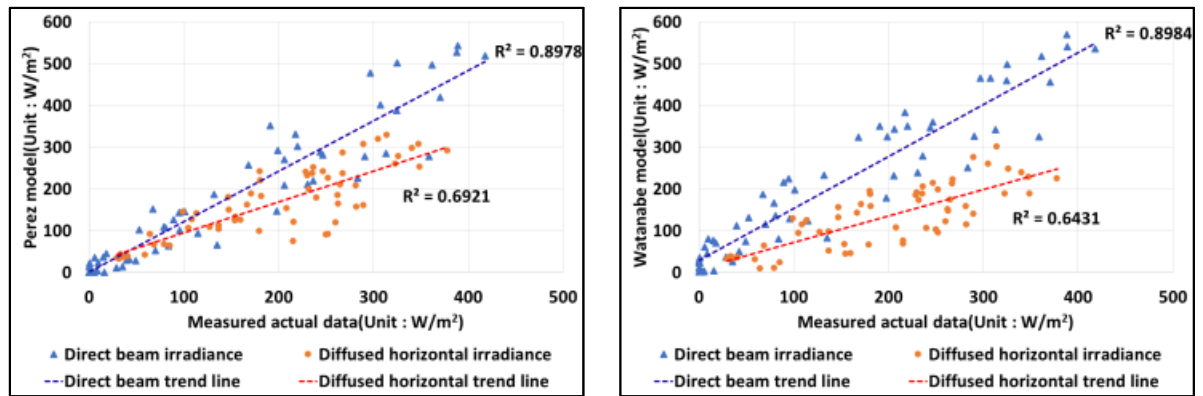 600
500
400
300
200
100
0
Perez model(Unit : W/m²)
R² = 0.8978
R² = 0.6921
0 100 200 300 400 500
Measured actual data(Unit : W/m²)
Direct beam irradiance Diffused horizontal irradiance
Direct beam trend line Diffused horizontal trend line
600
500
400
300
200
100
0
Watanabe model(Unit : W/m²)
R² = 0.8984
R² = 0.6431
0 100 200 300 400 500
Measured actual data(Unit : W/m²)
Direct beam irradiance Diffused horizontal irradiance
Direct beam trend line Diffused horizontal trend line